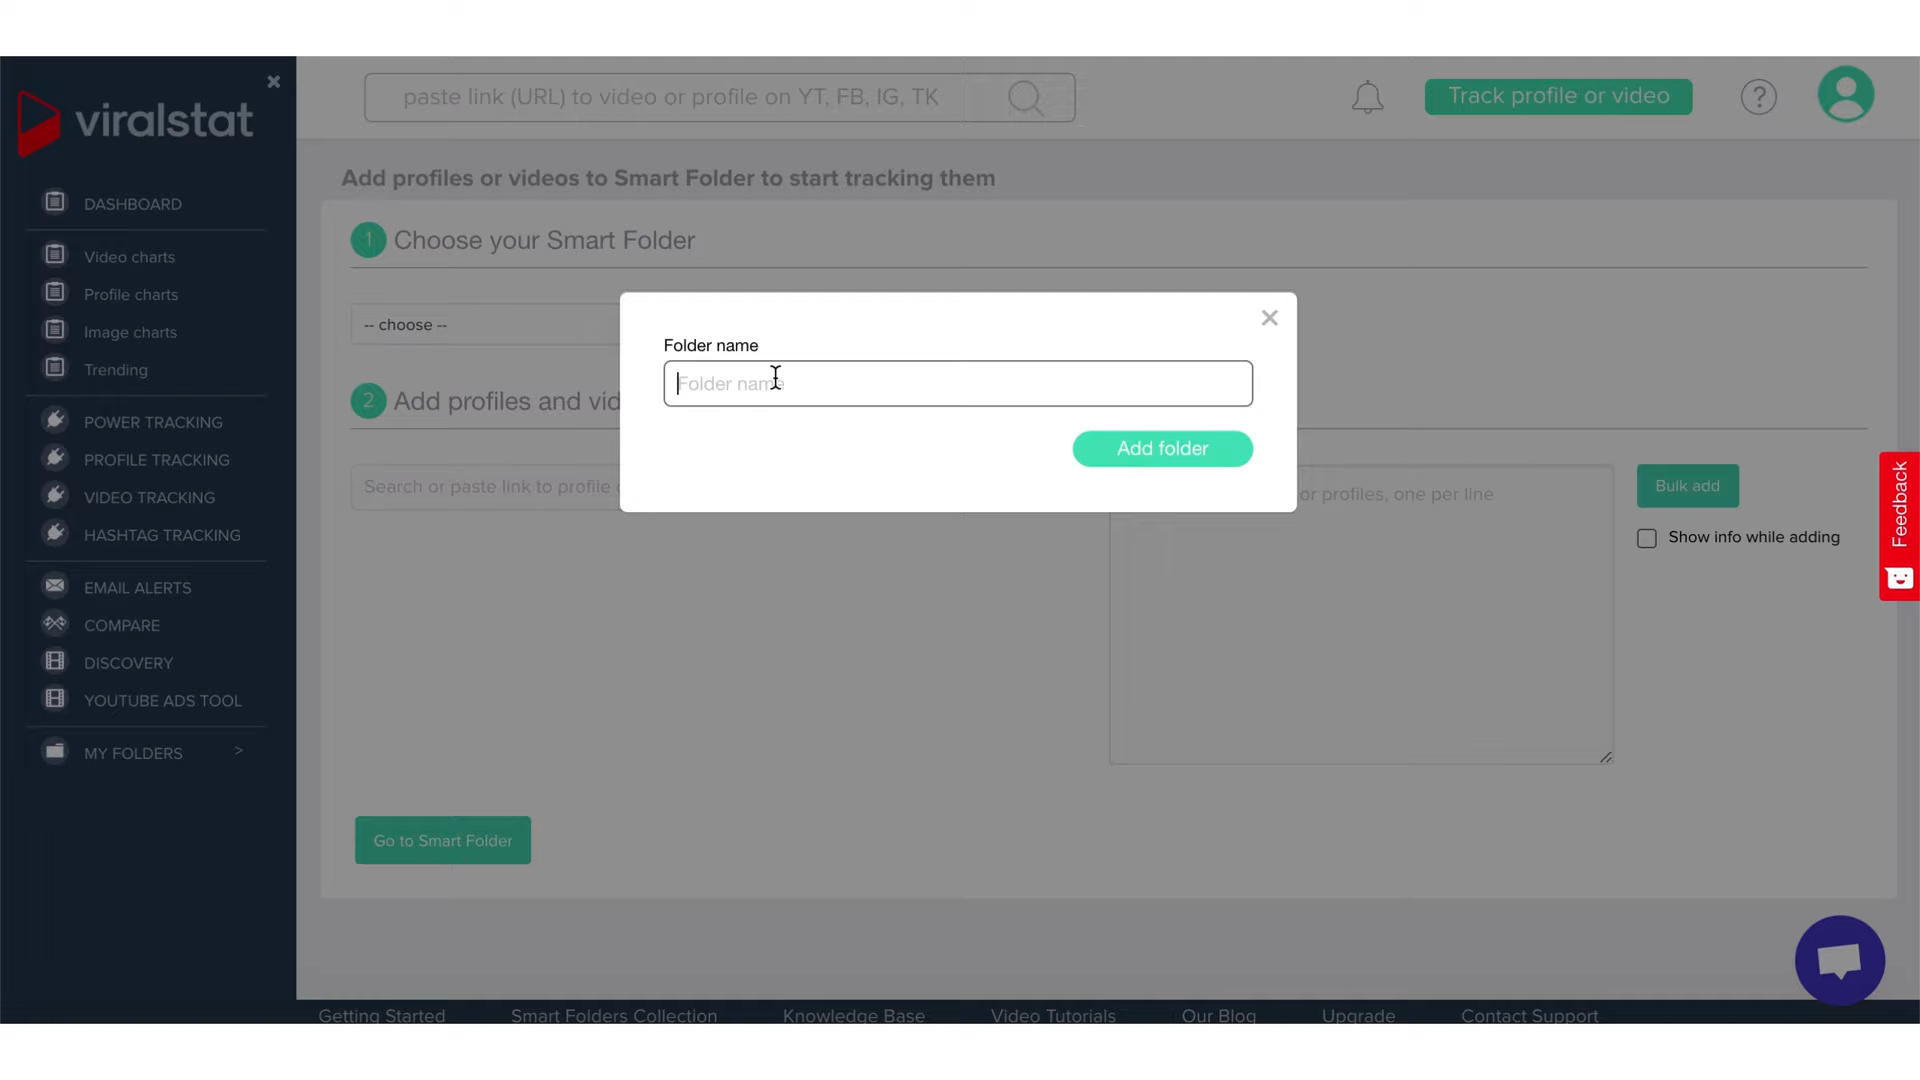 viralstat
paste link (URL) to video or profile on YT, FB, IG, TK
Track profile or video
?
DASHBOARD
Video charts
Profile charts
Image charts
Trending
POWER TRACKING
PROFILE TRACKING
VIDEO TRACKING
HASHTAG TRACKING
EMAIL ALERTS
COMPARE
DISCOVERY
YOUTUBE ADS TOOL
MY FOLDERS >
Add profiles or videos to Smart Folder to start tracking them
1 Choose your Smart Folder
-- choose --
2 Add profiles and vid
Search or paste link to profile
or profiles, one per line
Bulk add
Show info while adding
Go to Smart Folder
Folder name
Folder name
Add folder
Feedback
Getting Started
Smart Folders Collection
Knowledge Base
Video Tutorials
Our Blog
Upgrade
Contact Support